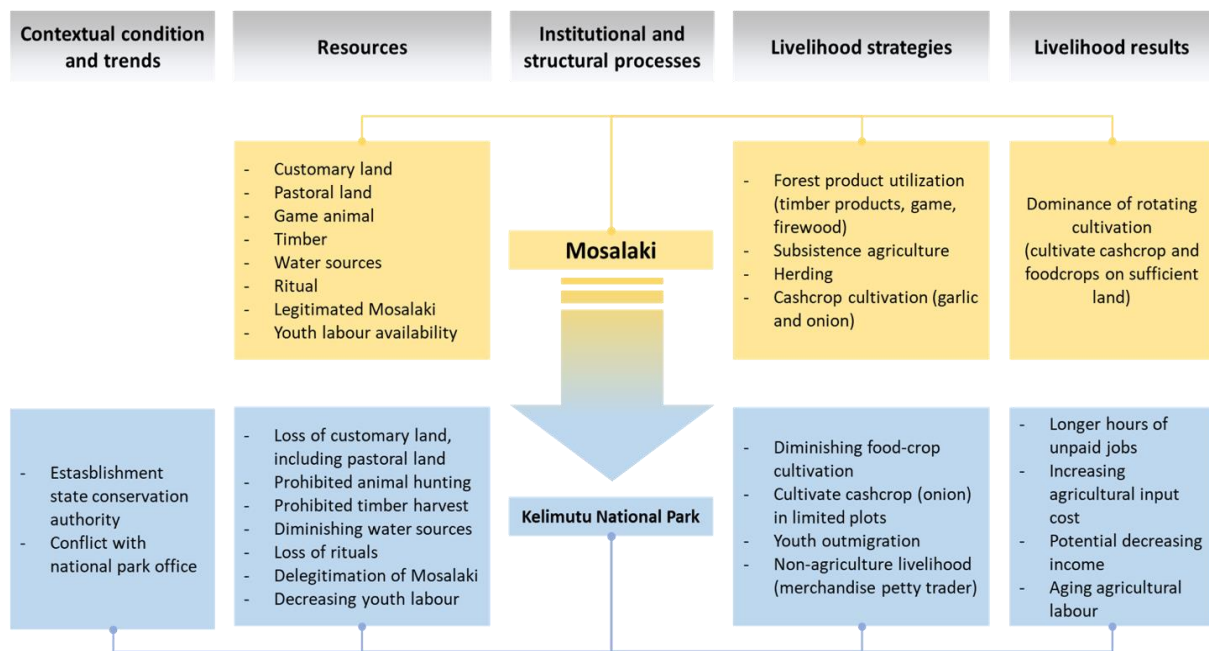 Contextual condition
and trends
Resources
Institutional and
structural processes
Livelihood strategies
Livelihood results
- Customary land
- Pastoral land
- Game animal
- Timber
- Water sources
- Ritual
- Legitimated Mosalaki
- Youth labour availability
Mosalaki
- Forest product utilization
(timber products, game,
firewood)
- Subsistence agriculture
- Herding
- Cashcrop cultivation (garlic
and onion)
Dominance of rotating
cultivation
(cultivate cashcrop and
foodcrops on sufficient
land)
- Estasblishment
state conservation
authority
- Conflict with
national park office
- Loss of customary land,
including pastoral land
- Prohibited animal hunting
- Prohibited timber harvest
- Diminishing water sources
- Loss of rituals
- Delegitimation of Mosalaki
- Decreasing youth labour
Kelimutu National Park
- Diminishing food-crop
cultivation
- Cultivate cashcrop (onion)
in limited plots
- Youth outmigration
- Non-agriculture livelihood
(merchandise petty trader)
- Longer hours of
unpaid jobs
- Increasing
agricultural input
cost
- Potential decreasing
income
- Aging agricultural
labour